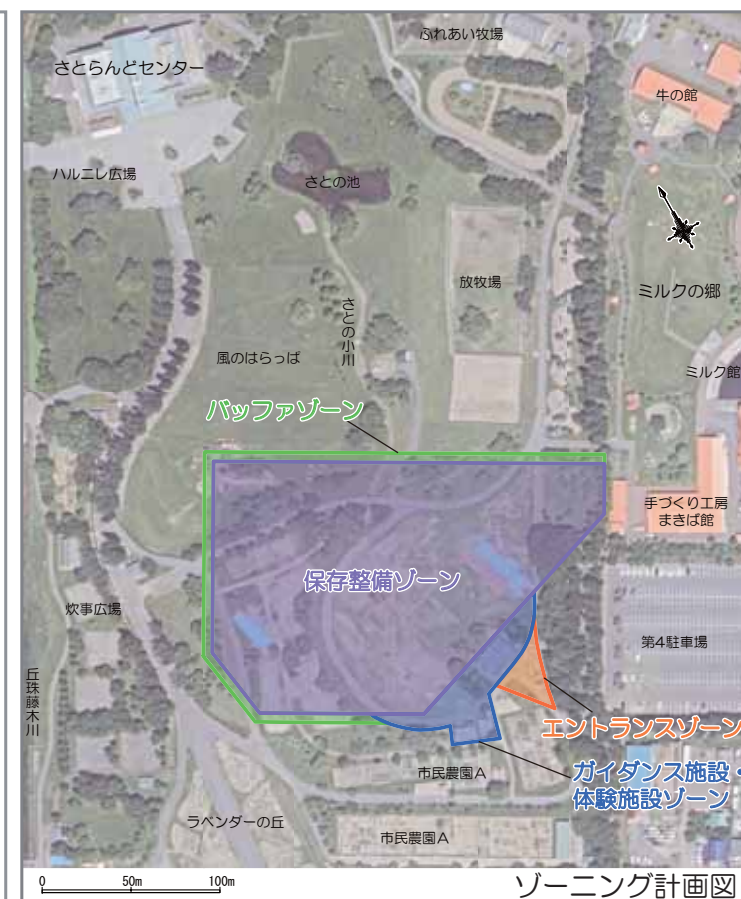 ふれあい牧場
さとらんどセンター
牛の館
ハルニレ広場
さとの池
放牧場
ミルクの郷
さとの小川
風のはらっぱ
ミルク館
バッファゾーン
手づくり工房
まきば館
保存整備ゾーン
炊事広場
第4駐車場
丘珠藤木川
エントランスゾーン
ガイダンス施設・
体験施設ゾーン
市民農園A
ラベンダーの丘
市民農園A
0 50m 100m
ゾーニング計画図